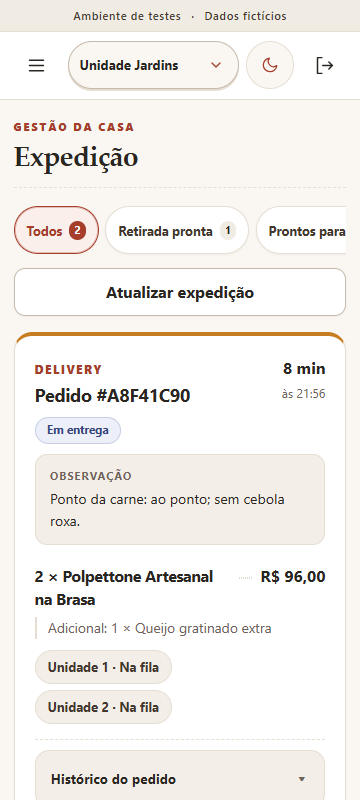 Ambiente de testes · Dados fictícios
Unidade Jardins
GESTÃO DA CASA
Expedição
Todos 2
Retirada pronta 1
Prontos para
Atualizar expedição
DELIVERY
8 min
Pedido #A8F41C90
às 21:56
Em entrega
OBSERVAÇÃO
Ponto da carne: ao ponto; sem cebola
roxa.
2 × Polpettone Artesanal
na Brasa
R$ 96,00
Adicional: 1 × Queijo gratinado extra
Unidade 1 · Na fila
Unidade 2 · Na fila
Histórico do pedido